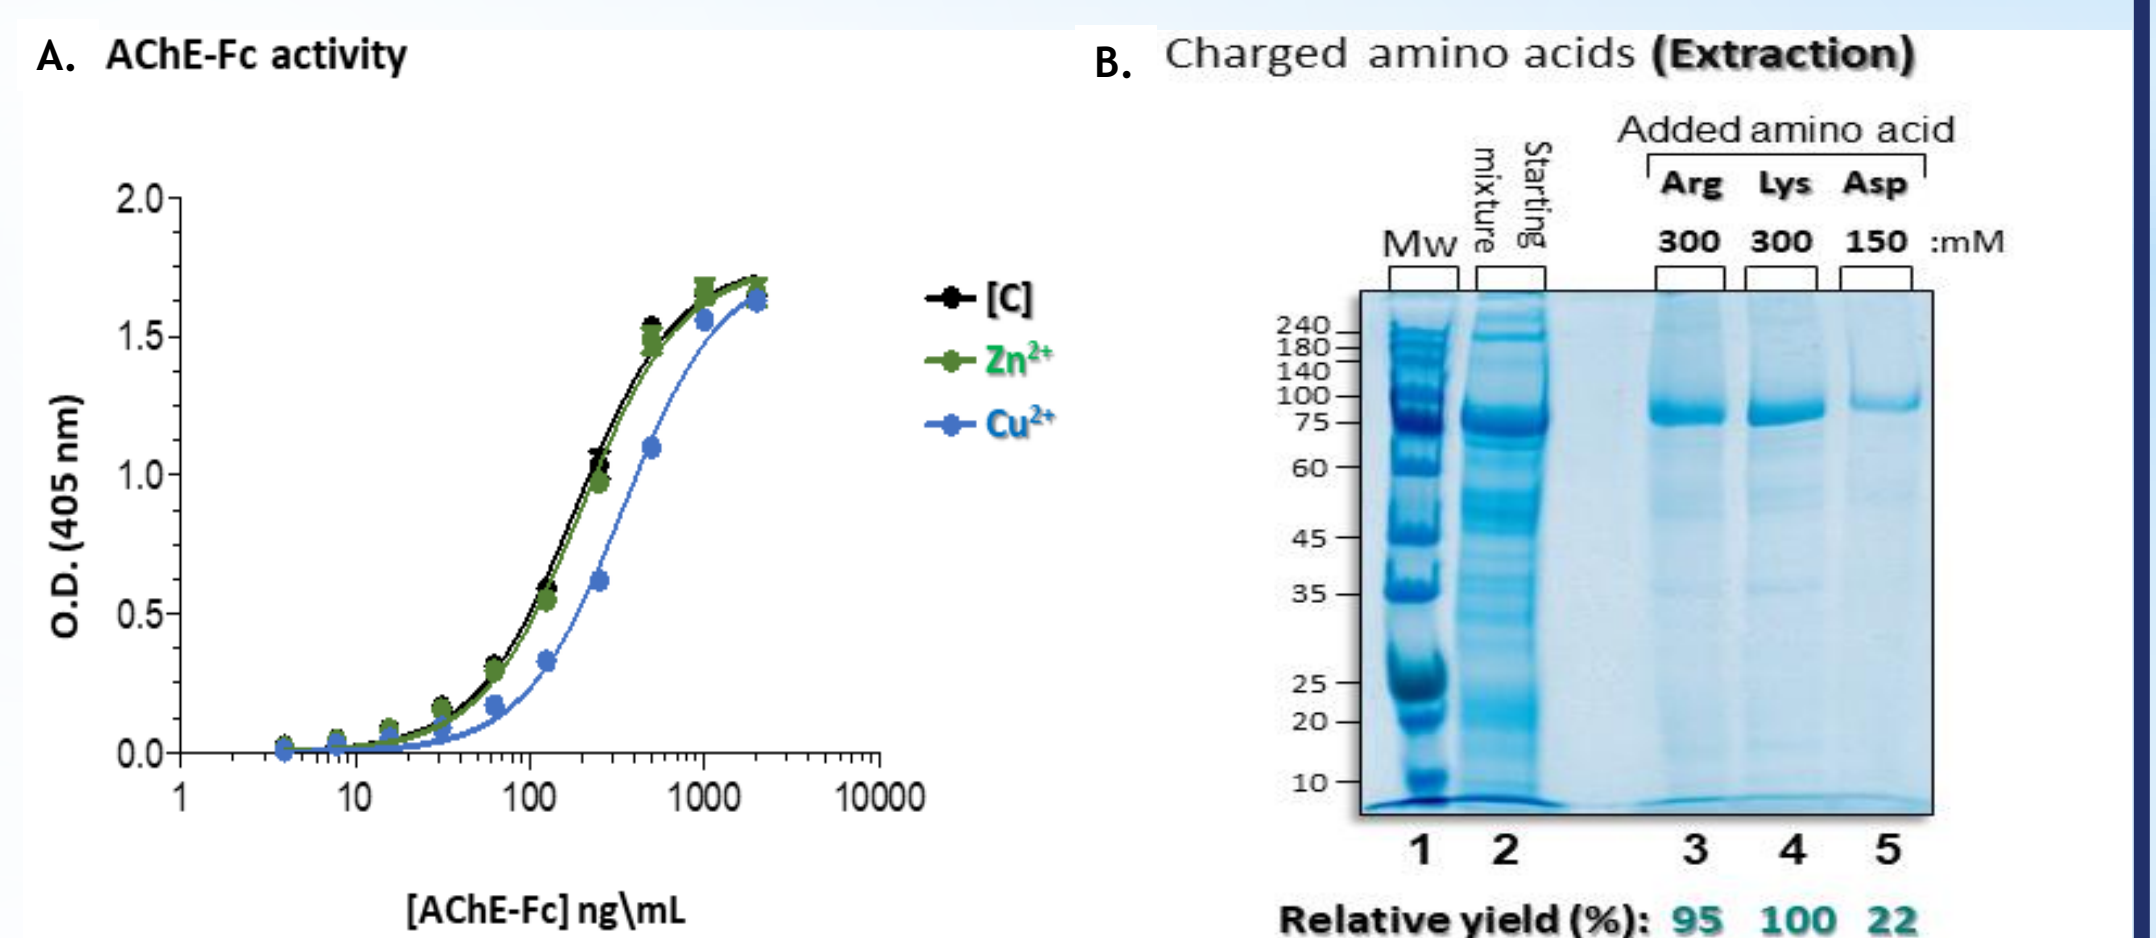 A. AChE-Fc activity
O.D. (405 nm)
2.0
1.5
1.0
0.5
0.0
1 10 100 1000 10000
[AChE-Fc] ng\mL
[C]
Zn²⁺
Cu²⁺
B. Charged amino acids (Extraction)
Added amino acid
Arg Lys Asp
Mw
Starting
mixture
300 300 150 :mM
240
180
140
100
75
60
45
35
25
20
10
1 2 3 4 5
Relative yield (%): 95 100 22